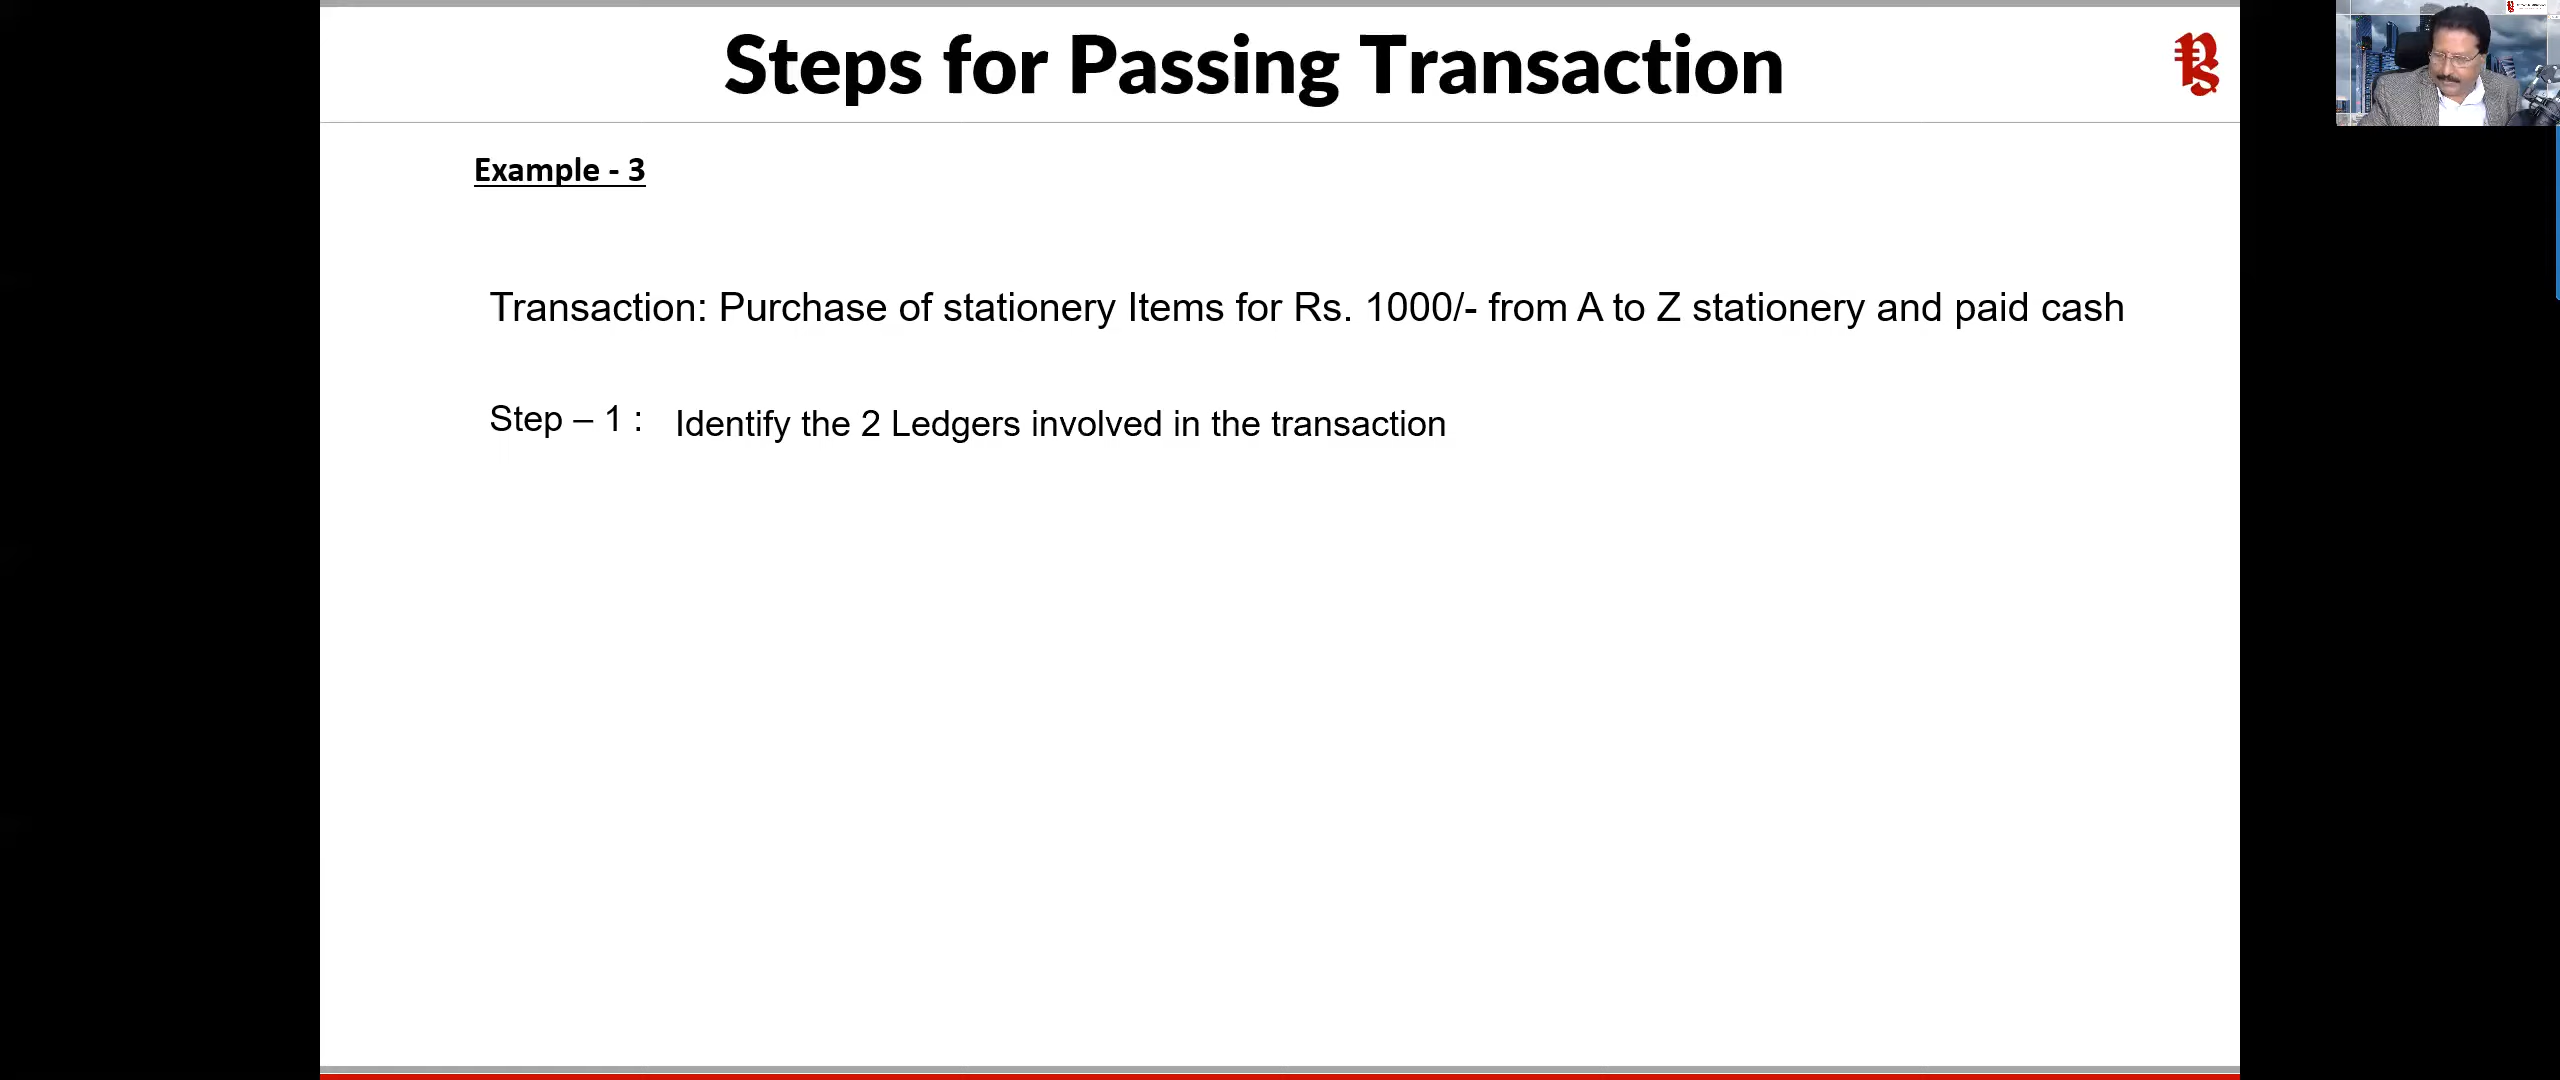 Steps for Passing Transaction
Example - 3
Transaction: Purchase of stationery Items for Rs. 1000/- from A to Z stationery and paid cash
Step – 1 : Identify the 2 Ledgers involved in the transaction